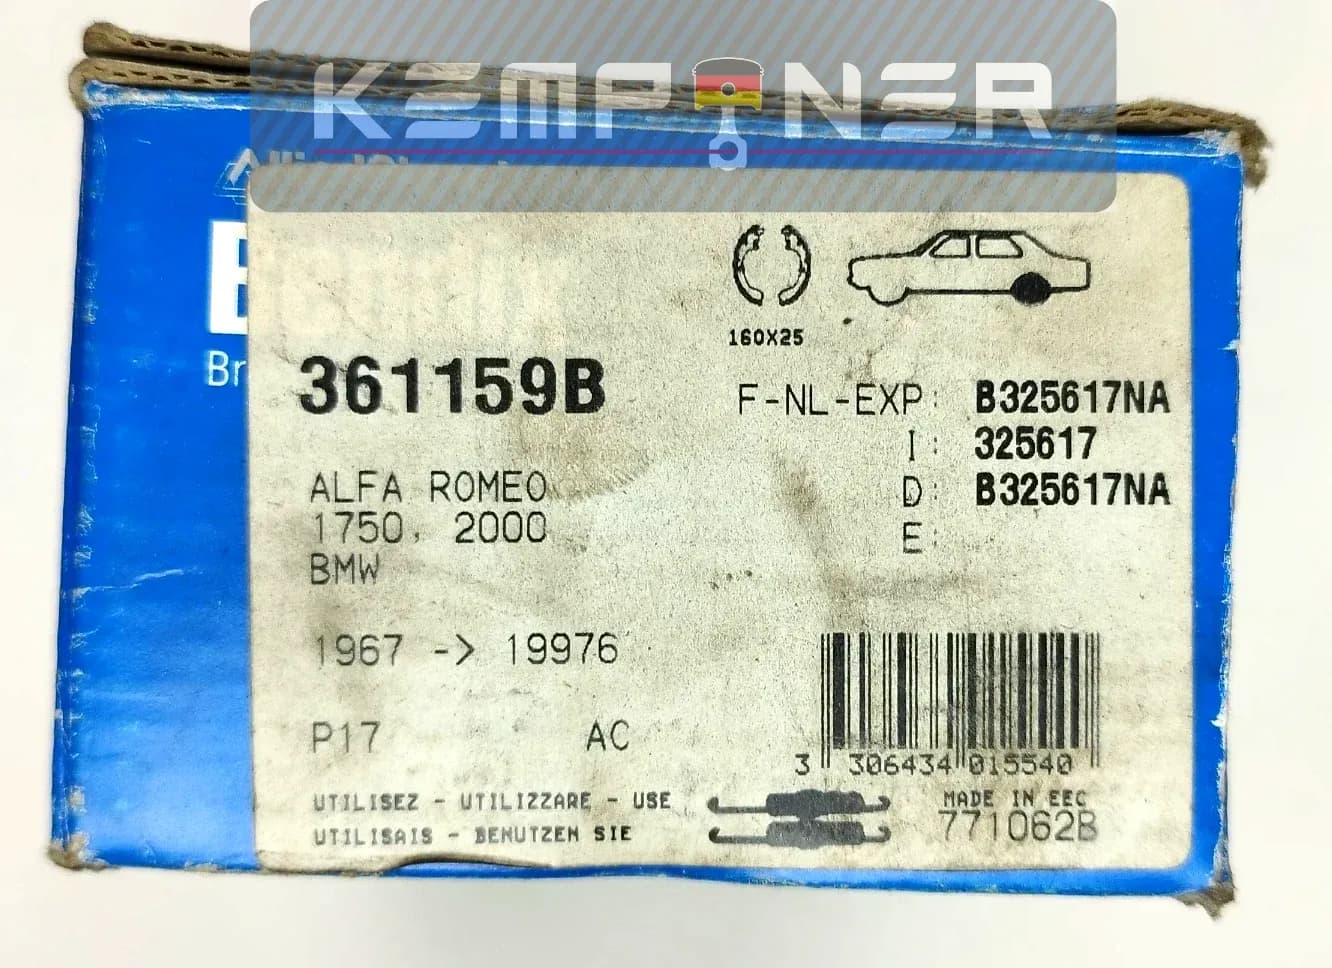 KEMPINER
Br
160X25
361159B
F-NL-EXP: B325617NA
I: 325617
D: B325617NA
E:
ALFA ROMEO
1750, 2000
BMW
1967 -> 19976
P17 AC
3 306434 015540
UTILISEZ - UTILIZZARE - USE
UTILISAIS - BENUTZEN SIE
MADE IN EEC
771062B